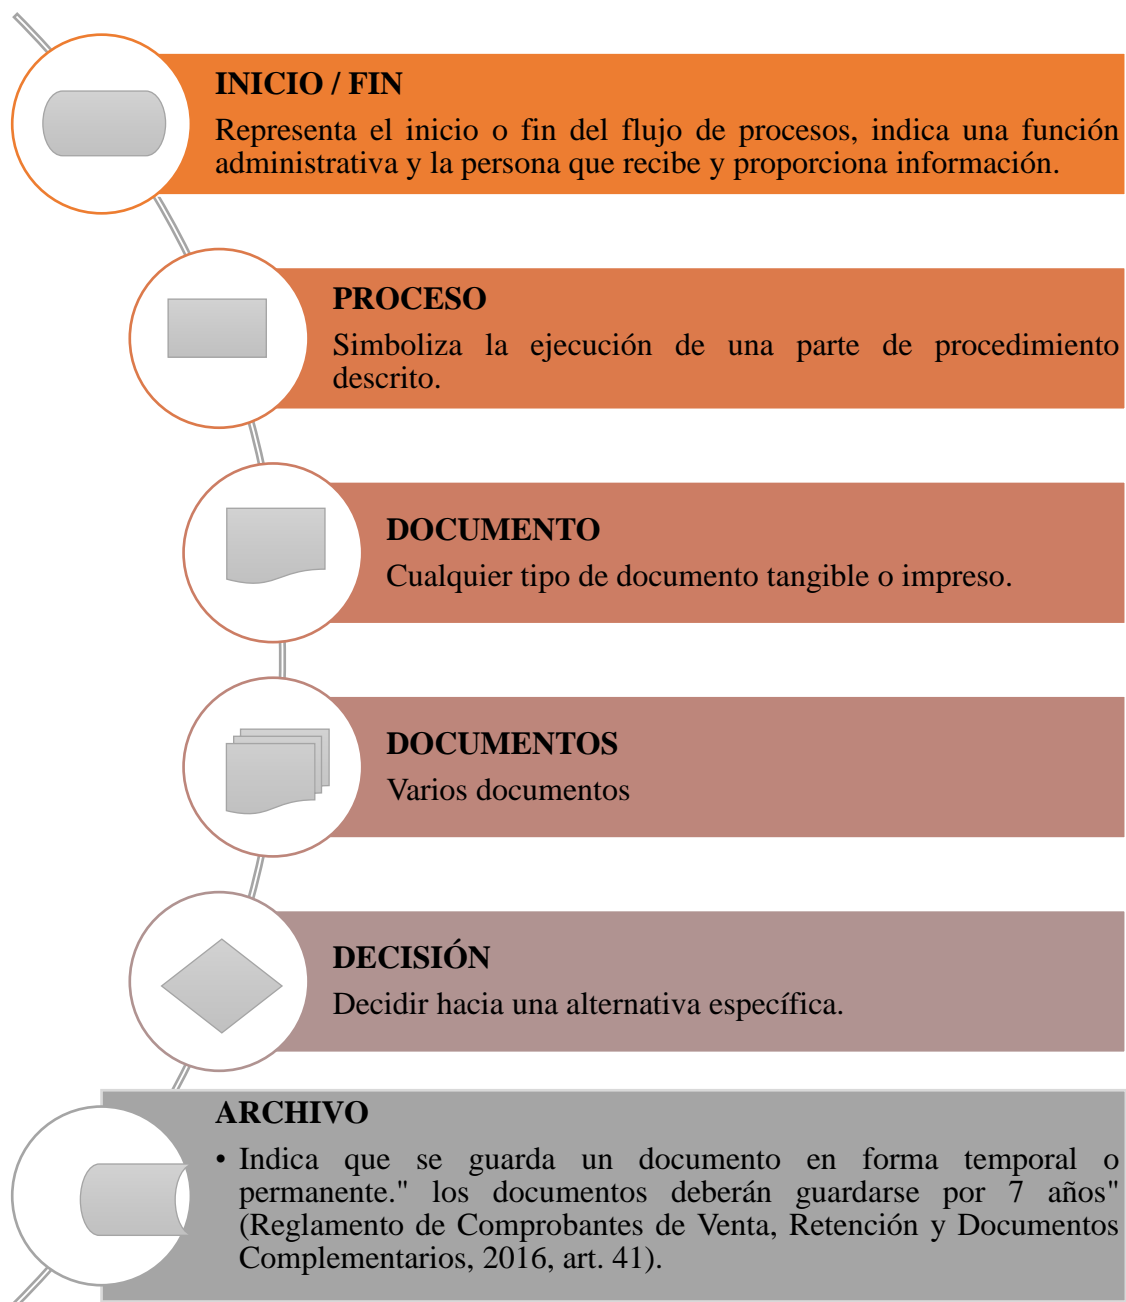 INICIO / FIN
Representa el inicio o fin del flujo de procesos, indica una función
administrativa y la persona que recibe y proporciona información.
PROCESO
Simboliza la ejecución de una parte de procedimiento
descrito.
DOCUMENTO
Cualquier tipo de documento tangible o impreso.
DOCUMENTOS
Varios documentos
DECISIÓN
Decidir hacia una alternativa específica.
ARCHIVO
• Indica que se guarda un documento en forma temporal o
permanente." los documentos deberán guardarse por 7 años"
(Reglamento de Comprobantes de Venta, Retención y Documentos
Complementarios, 2016, art. 41).